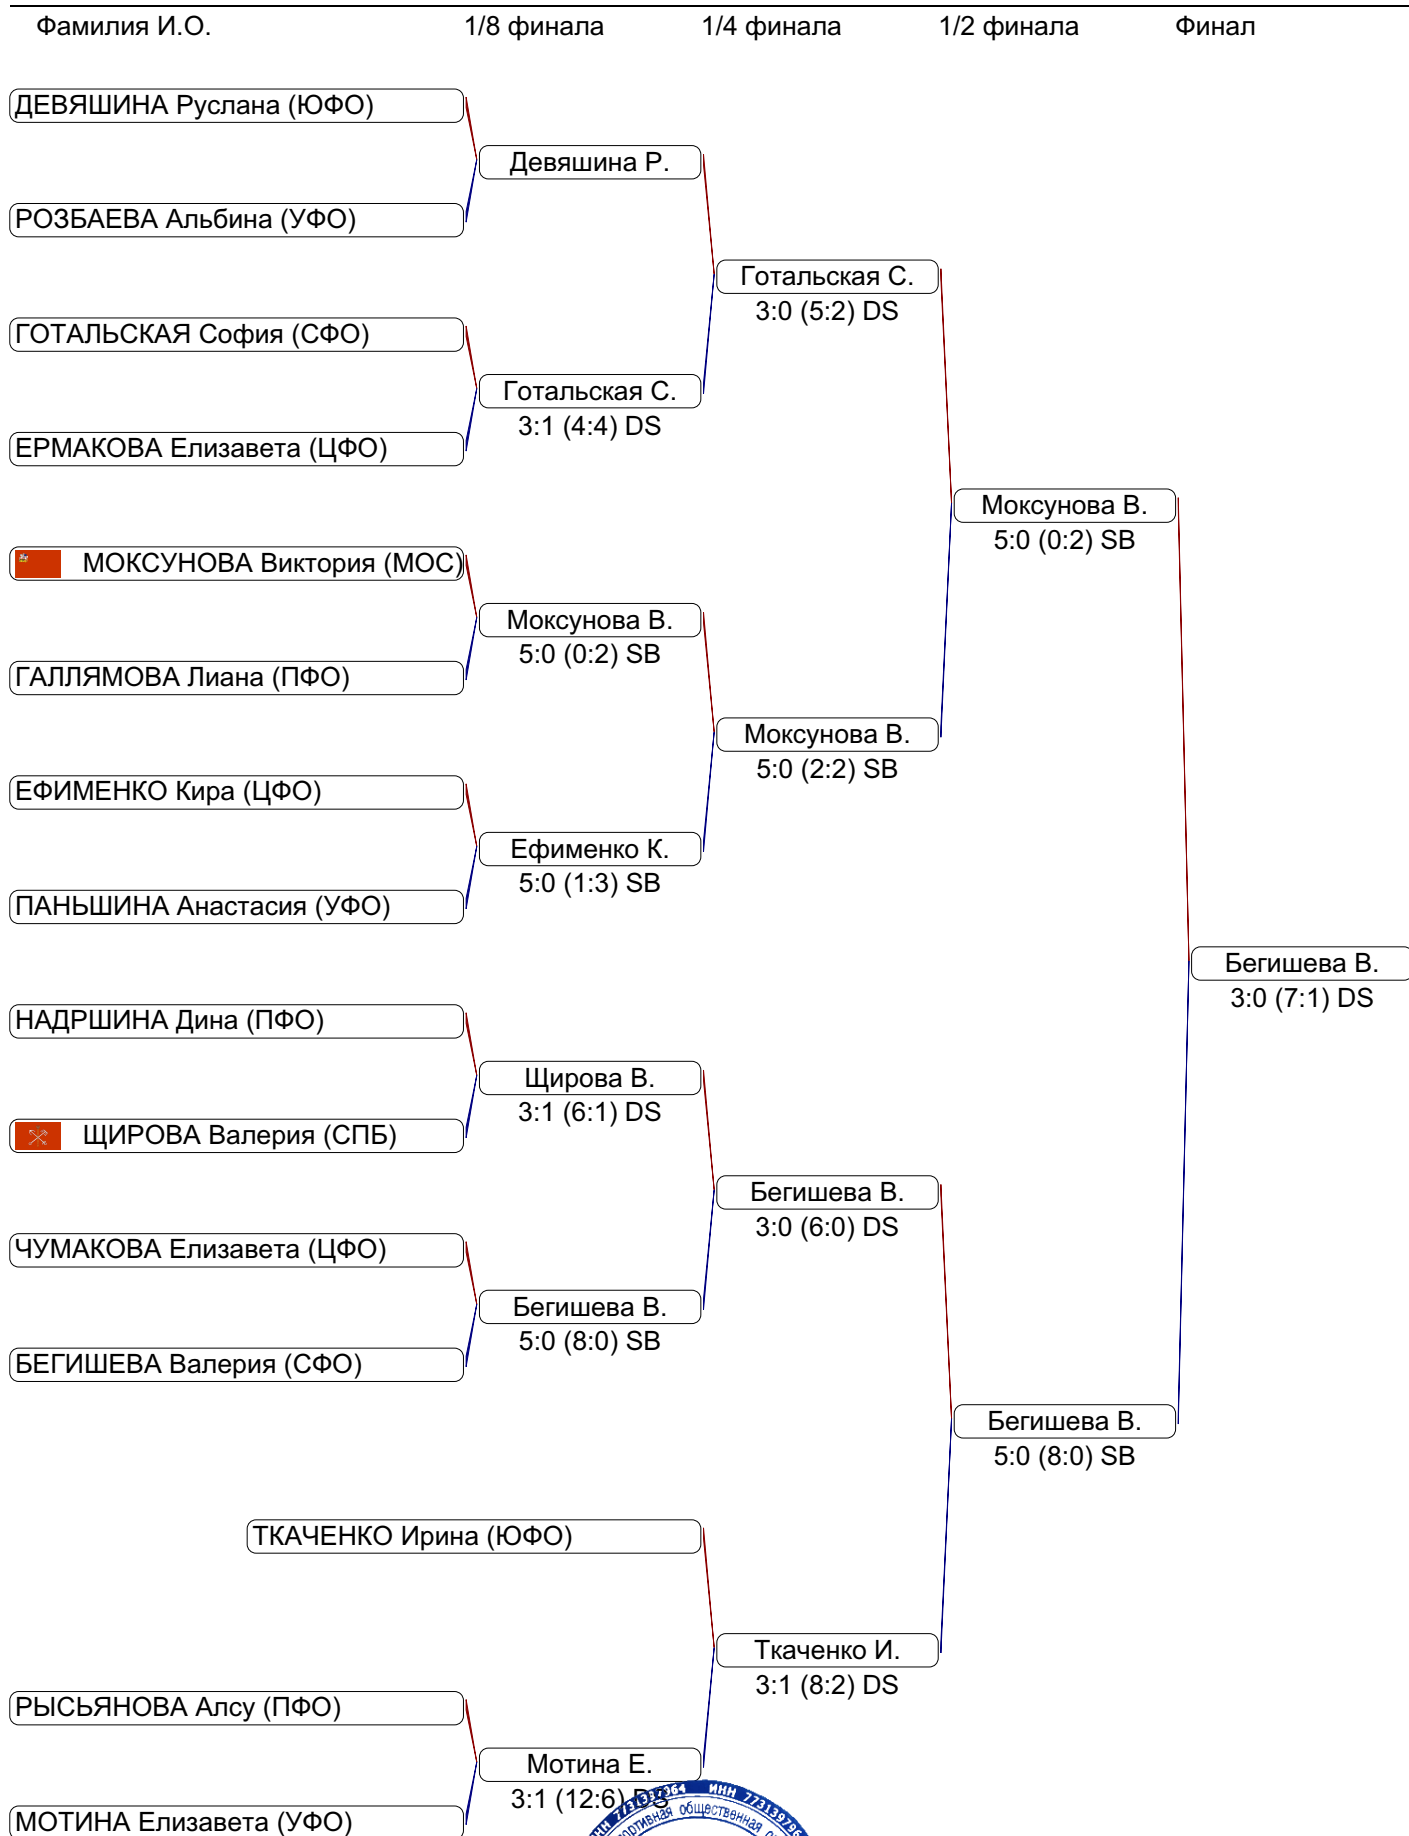 Фамилия И.О. 1/8 финала 1/4 финала 1/2 финала Финал
ДЕВЯШИНА Руслана (ЮФО)
Девяшина Р.
РОЗБАЕВА Альбина (УФО)
Готальская С.
3:0 (5:2) DS
ГОТАЛЬСКАЯ София (СФО)
Готальская С.
3:1 (4:4) DS
ЕРМАКОВА Елизавета (ЦФО)
Моксунова В.
5:0 (0:2) SB
МОКСУНОВА Виктория (МОС)
Моксунова В.
5:0 (0:2) SB
ГАЛЛЯМОВА Лиана (ПФО)
Моксунова В.
5:0 (2:2) SB
ЕФИМЕНКО Кира (ЦФО)
Ефименко К.
5:0 (1:3) SB
ПАНЬШИНА Анастасия (УФО)
Бегишева В.
3:0 (7:1) DS
НАДРШИНА Дина (ПФО)
Щирова В.
3:1 (6:1) DS
ЩИРОВА Валерия (СПБ)
Бегишева В.
3:0 (6:0) DS
ЧУМАКОВА Елизавета (ЦФО)
Бегишева В.
5:0 (8:0) SB
БЕГИШЕВА Валерия (СФО)
Бегишева В.
5:0 (8:0) SB
ТКАЧЕНКО Ирина (ЮФО)
Ткаченко И.
3:1 (8:2) DS
РЫСЬЯНОВА Алсу (ПФО)
Мотина Е.
3:1 (12:6) DS
МОТИНА Елизавета (УФО)
ИНН
общественная